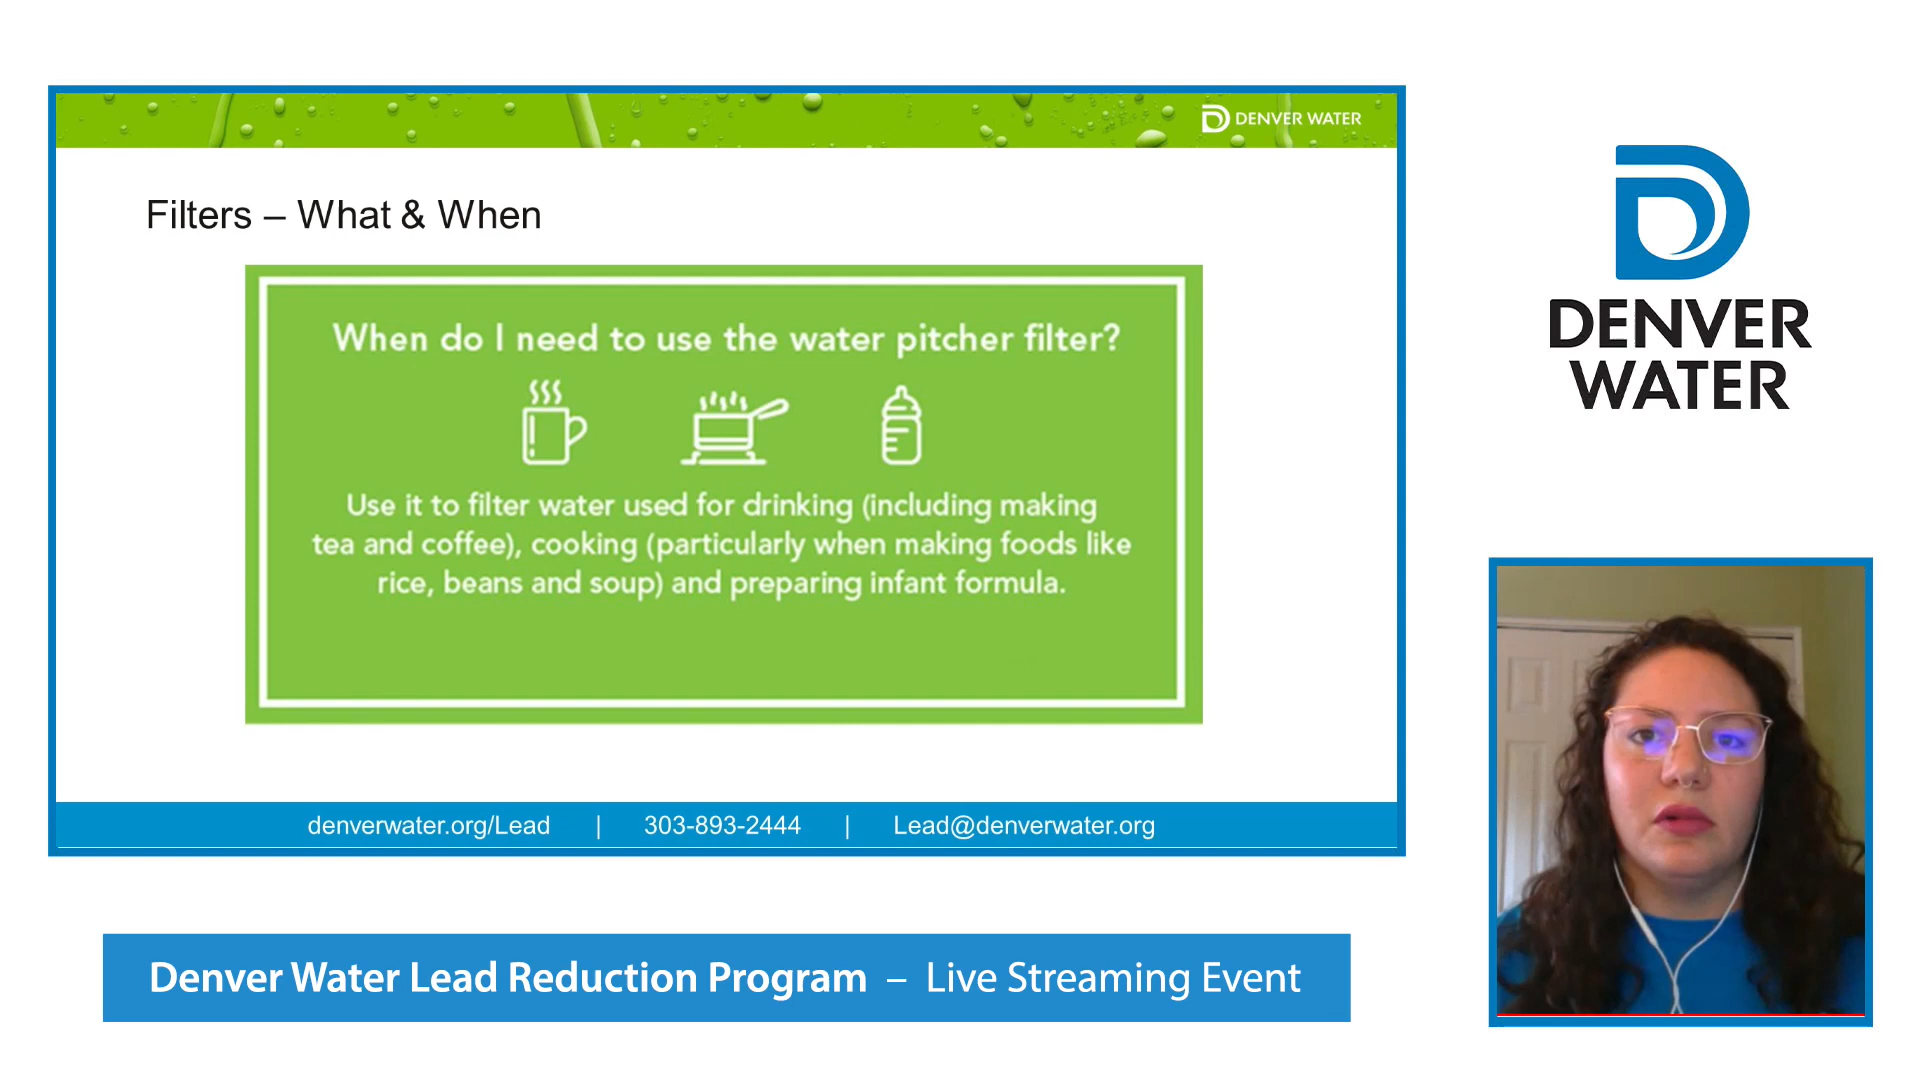 DENVER WATER
Filters – What & When
When do I need to use the water pitcher filter?
Use it to filter water used for drinking (including making
tea and coffee), cooking (particularly when making foods like
rice, beans and soup) and preparing infant formula.
denverwater.org/Lead | 303-893-2444 | Lead@denverwater.org
DENVER
WATER
Denver Water Lead Reduction Program – Live Streaming Event